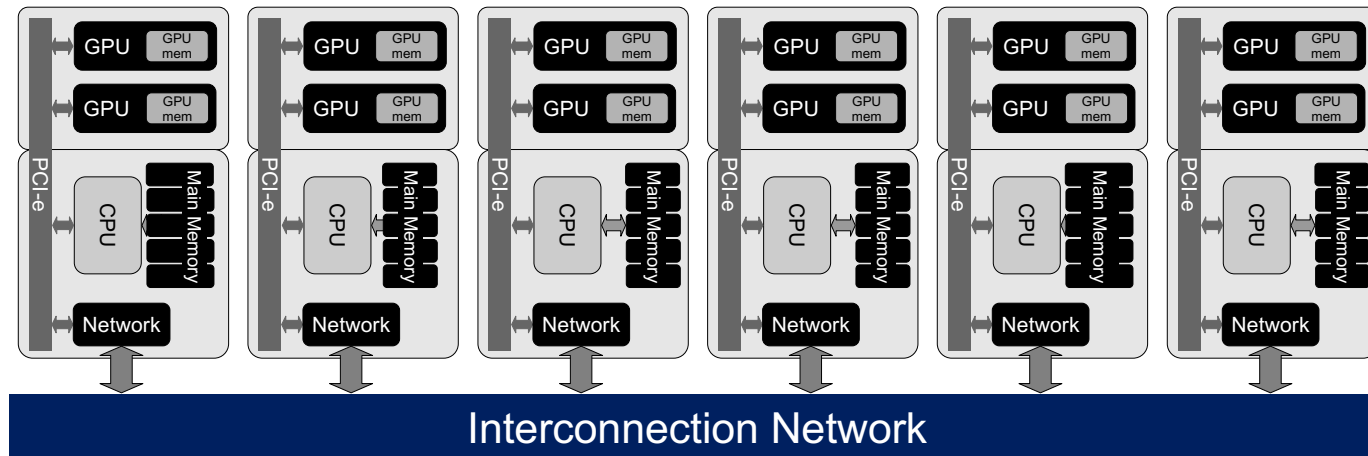 GPU
GPU
mem
GPU
GPU
mem
PCI-e
CPU
Main Memory
Network
GPU
GPU
mem
GPU
GPU
mem
PCI-e
CPU
Main Memory
Network
GPU
GPU
mem
GPU
GPU
mem
PCI-e
CPU
Main Memory
Network
GPU
GPU
mem
GPU
GPU
mem
PCI-e
CPU
Main Memory
Network
GPU
GPU
mem
GPU
GPU
mem
PCI-e
CPU
Main Memory
Network
GPU
GPU
mem
GPU
GPU
mem
PCI-e
CPU
Main Memory
Network
Interconnection Network